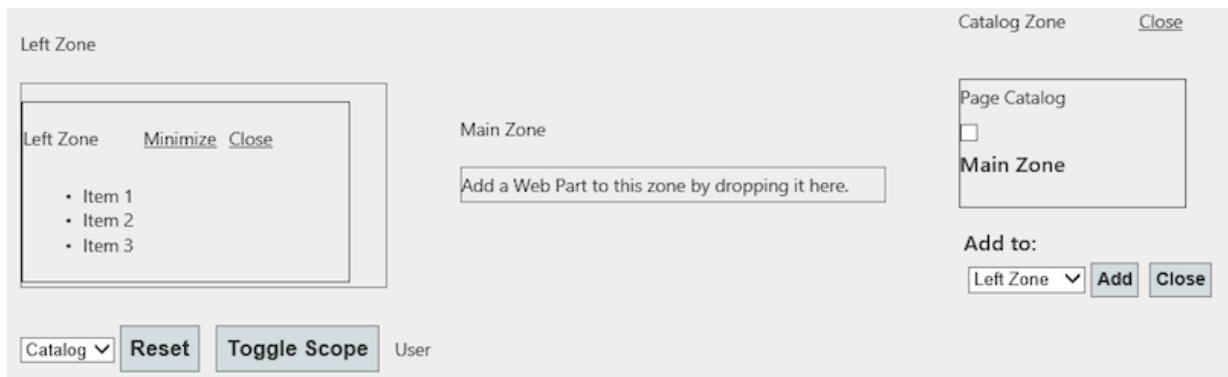 Left Zone
Left Zone Minimize Close
• Item 1
• Item 2
• Item 3
Main Zone
Add a Web Part to this zone by dropping it here.
Catalog Zone Close
Page Catalog
Main Zone
Add to:
Left Zone Add Close
Catalog Reset Toggle Scope User